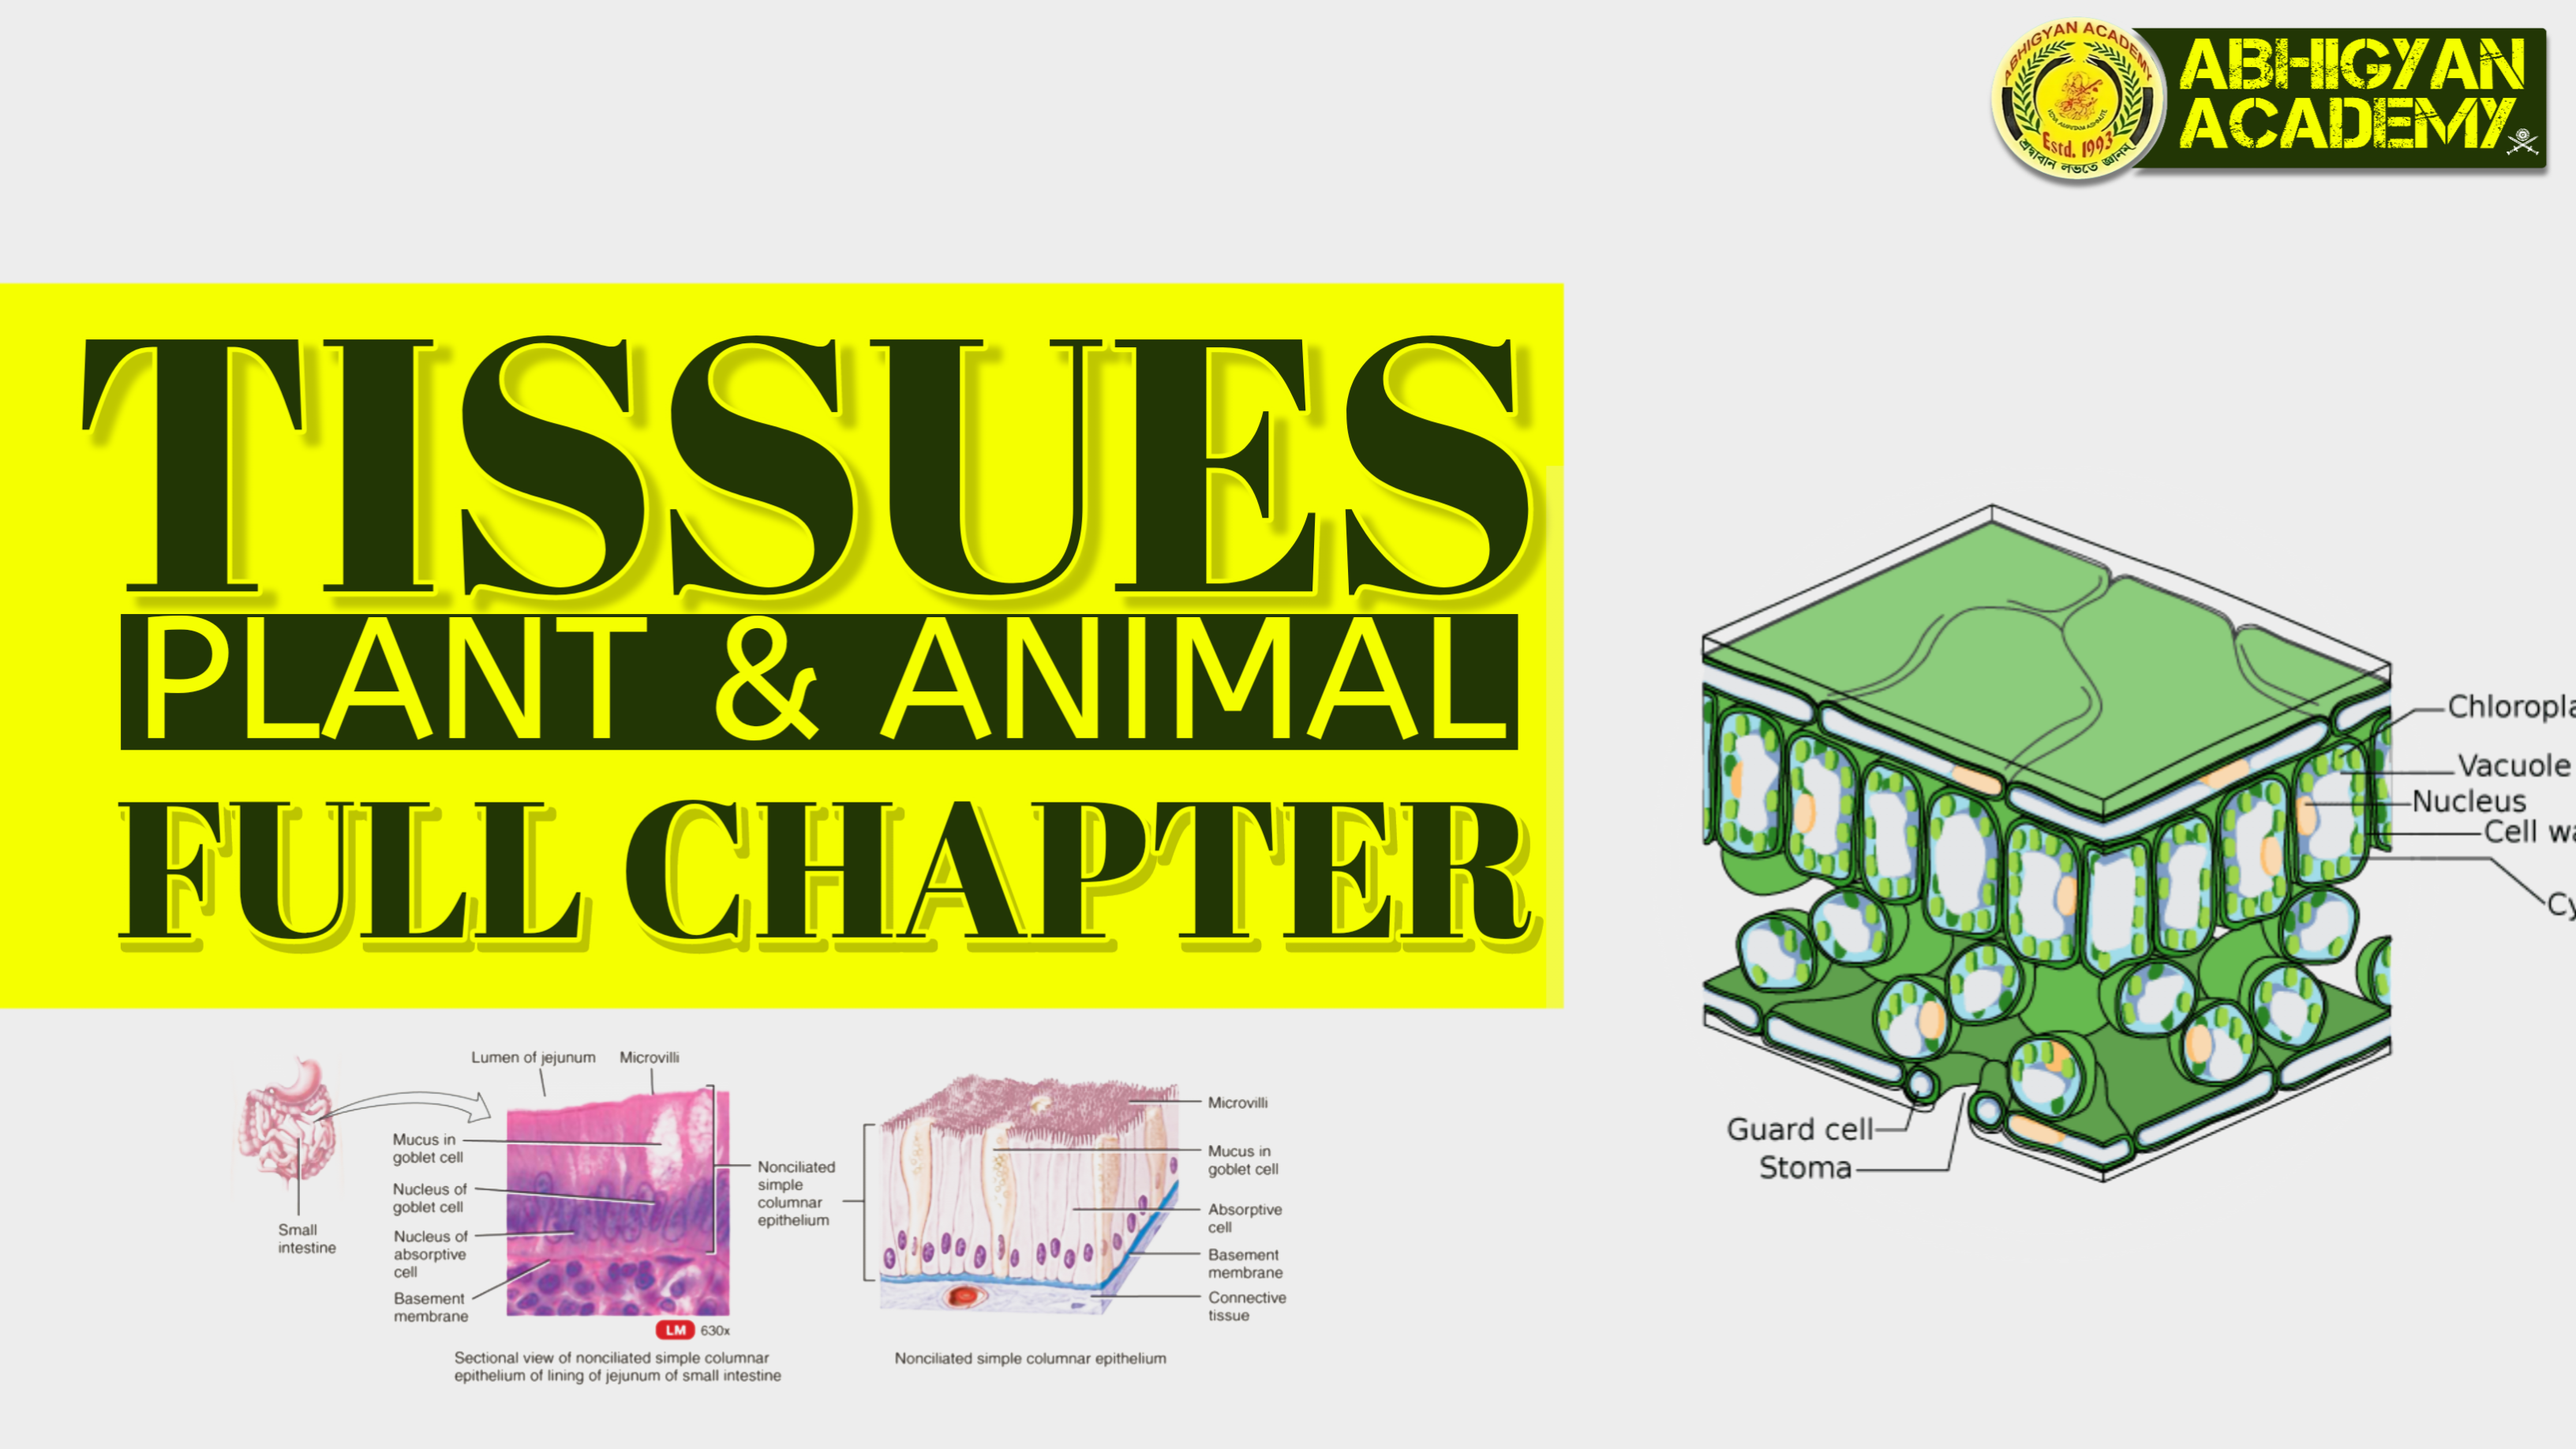 ABHIGYAN ACADEMY
Estd. 1993
শ্রদ্ধাবান লভতে জ্ঞানম্
ABHIGYAN
ACADEMY
TISSUES
PLANT & ANIMAL
FULL CHAPTER
Chloropla
Vacuole
Nucleus
Cell wa
Cy
Guard cell
Stoma
Lumen of jejunum
Microvilli
Mucus in
goblet cell
Nucleus of
goblet cell
Nucleus of
absorptive
cell
Basement
membrane
Small
intestine
Nonciliated
simple
columnar
epithelium
LM 630x
Sectional view of nonciliated simple columnar
epithelium of lining of jejunum of small intestine
Microvilli
Mucus in
goblet cell
Absorptive
cell
Basement
membrane
Connective
tissue
Nonciliated simple columnar epithelium